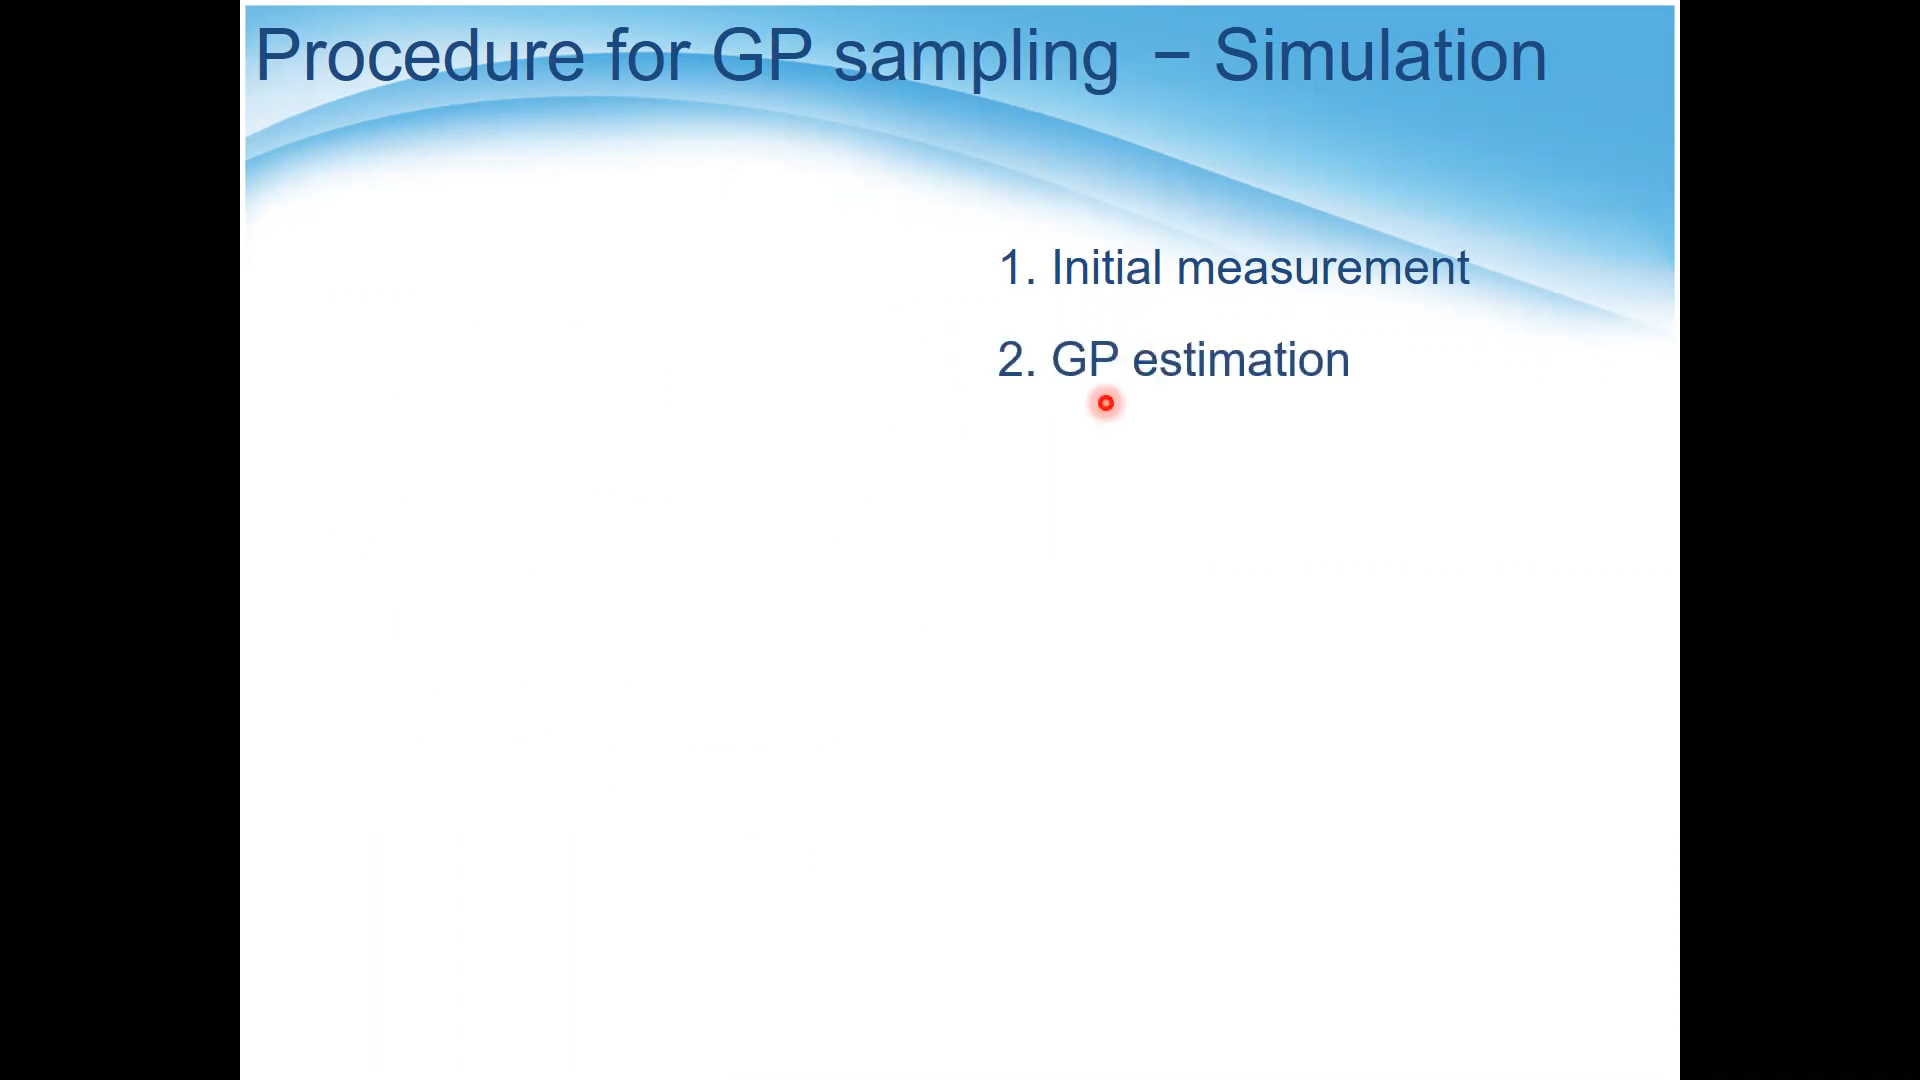 Procedure for GP sampling – Simulation
1. Initial measurement
2. GP estimation